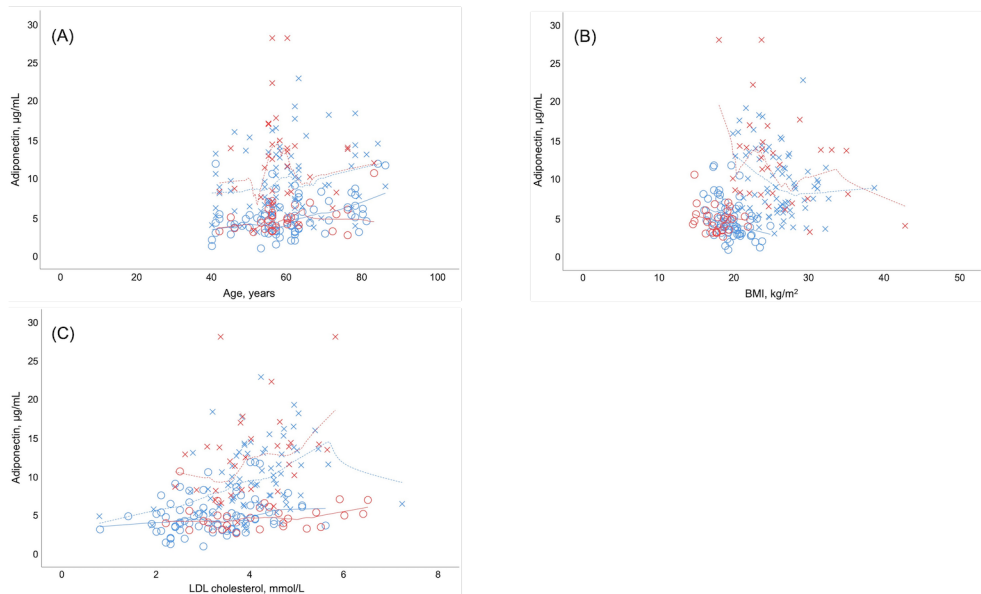 (A)
30
25
20
15
10
5
0
Adiponectin, µg/mL
0 20 40 60 80 100
Age, years
(B)
30
25
20
15
10
5
0
Adiponectin, µg/mL
0 10 20 30 40 50
BMI, kg/m²
(C)
30
25
20
15
10
5
0
Adiponectin, µg/mL
0 2 4 6 8
LDL cholesterol, mmol/L